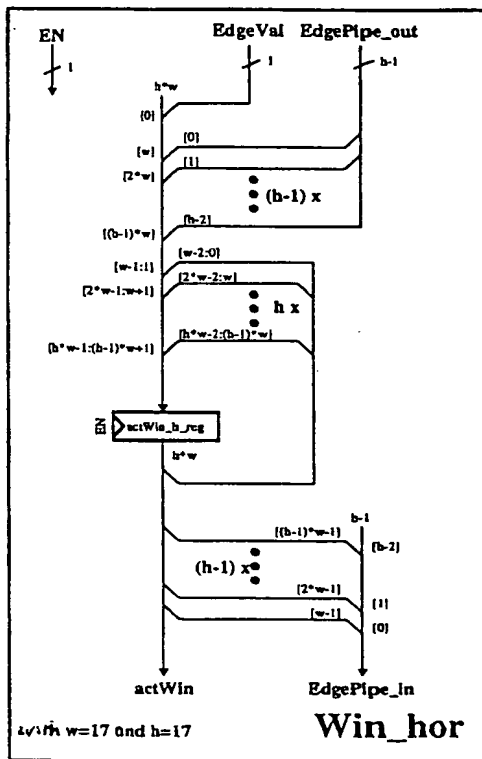 EN EdgeVal EdgePipe_out
1 1 h-1
h*w
[0]
[w] [0]
[2*w] [1]
(h-1) x
[(h-1)*w] [h-2]
[w-1:1] [w-2:0]
[2*w-1:w+1] [2*w-2:w]
h x
[h*w-1:(h-1)*w+1] [h*w-2:(h-1)*w]
EN actWin_h_reg
h*w
h-1
[(h-1)*w-1] [h-2]
(h-1) x
[2*w-1] [1]
[w-1] [0]
actWin EdgePipe_in
with w=17 and h=17 Win_hor